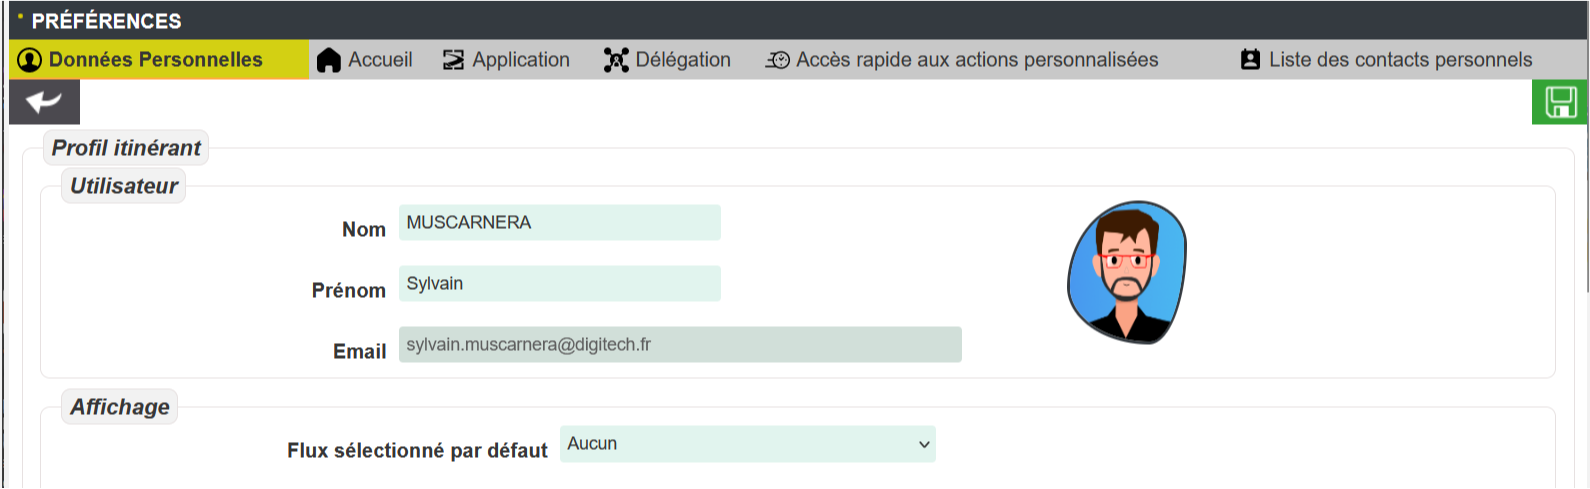 PRÉFÉRENCES
Données Personnelles Accueil Application Délégation Accès rapide aux actions personnalisées Liste des contacts personnels
Profil itinérant
Utilisateur
Nom MUSCARNERA
Prénom Sylvain
Email sylvain.muscarnera@digitech.fr
Affichage
Flux sélectionné par défaut Aucun